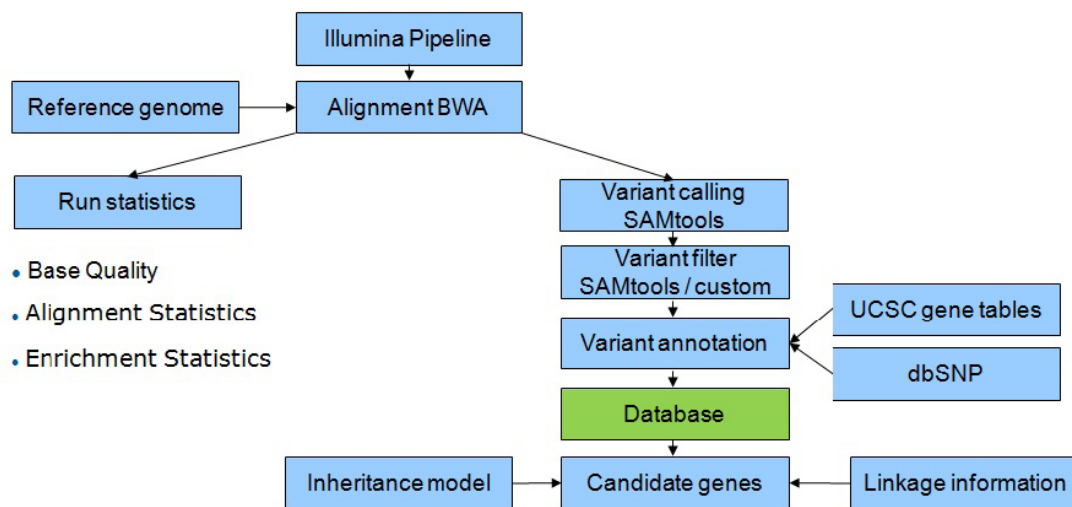 Illumina Pipeline
Reference genome
Alignment BWA
Run statistics
Variant calling
SAMtools
• Base Quality
Variant filter
SAMtools / custom
• Alignment Statistics
UCSC gene tables
Variant annotation
• Enrichment Statistics
dbSNP
Database
Inheritance model
Candidate genes
Linkage information